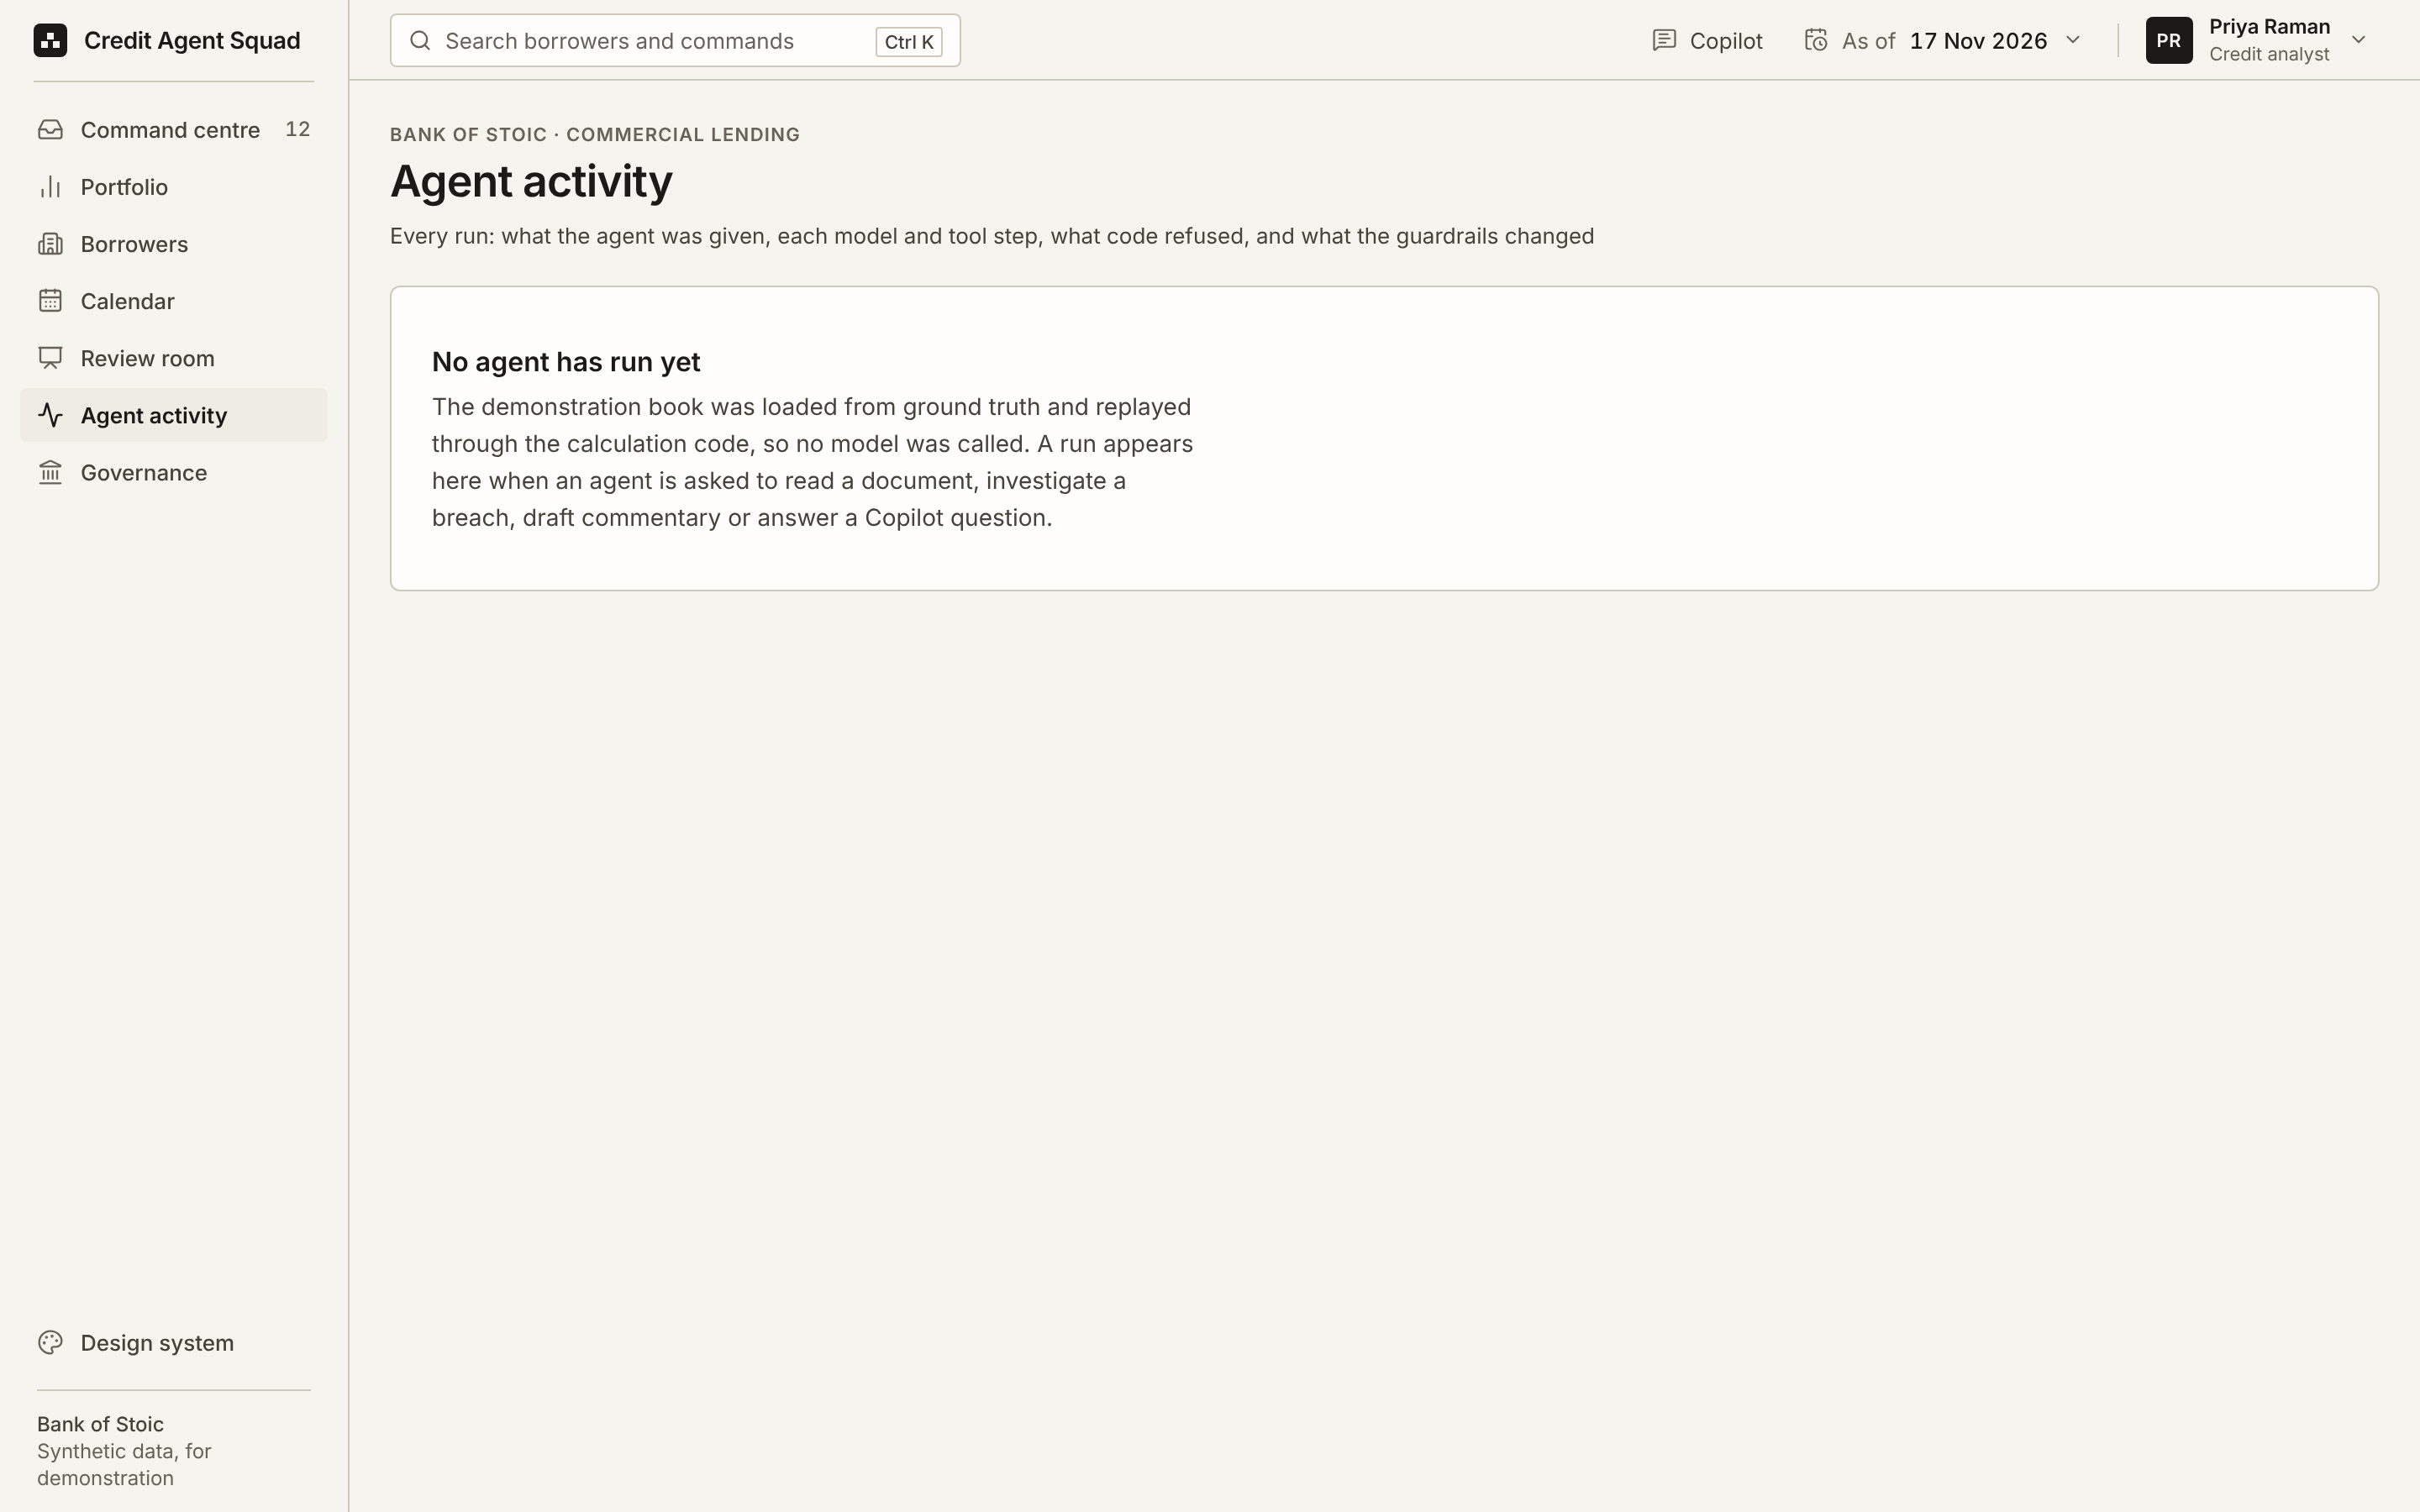 Credit Agent Squad
Search borrowers and commands
Ctrl K
Copilot
As of 17 Nov 2026
PR
Priya Raman
Credit analyst
Command centre 12
Portfolio
Borrowers
Calendar
Review room
Agent activity
Governance
BANK OF STOIC · COMMERCIAL LENDING
Agent activity
Every run: what the agent was given, each model and tool step, what code refused, and what the guardrails changed
No agent has run yet
The demonstration book was loaded from ground truth and replayed
through the calculation code, so no model was called. A run appears
here when an agent is asked to read a document, investigate a
breach, draft commentary or answer a Copilot question.
Design system
Bank of Stoic
Synthetic data, for
demonstration